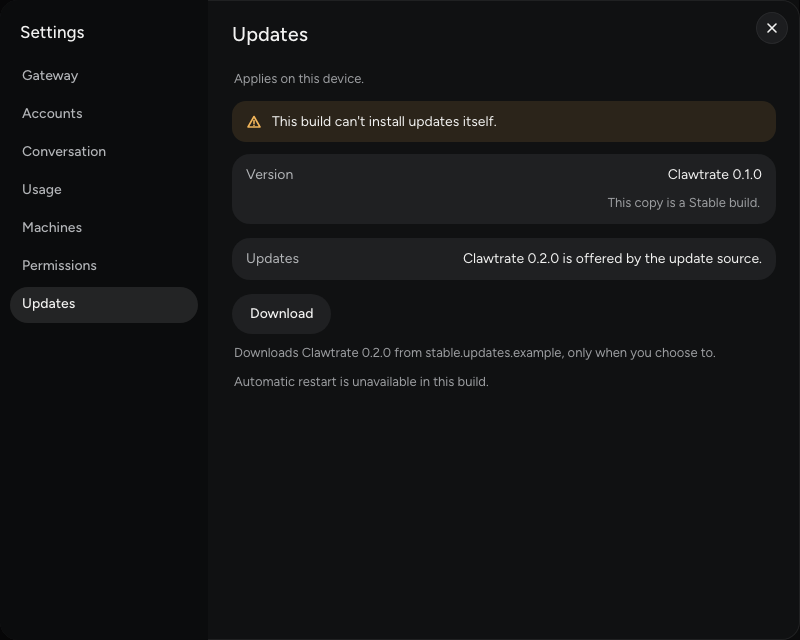 Settings
Gateway
Accounts
Conversation
Usage
Machines
Permissions
Updates
Updates
Applies on this device.
This build can't install updates itself.
Version
Clawtrate 0.1.0
This copy is a Stable build.
Updates
Clawtrate 0.2.0 is offered by the update source.
Download
Downloads Clawtrate 0.2.0 from stable.updates.example, only when you choose to.
Automatic restart is unavailable in this build.